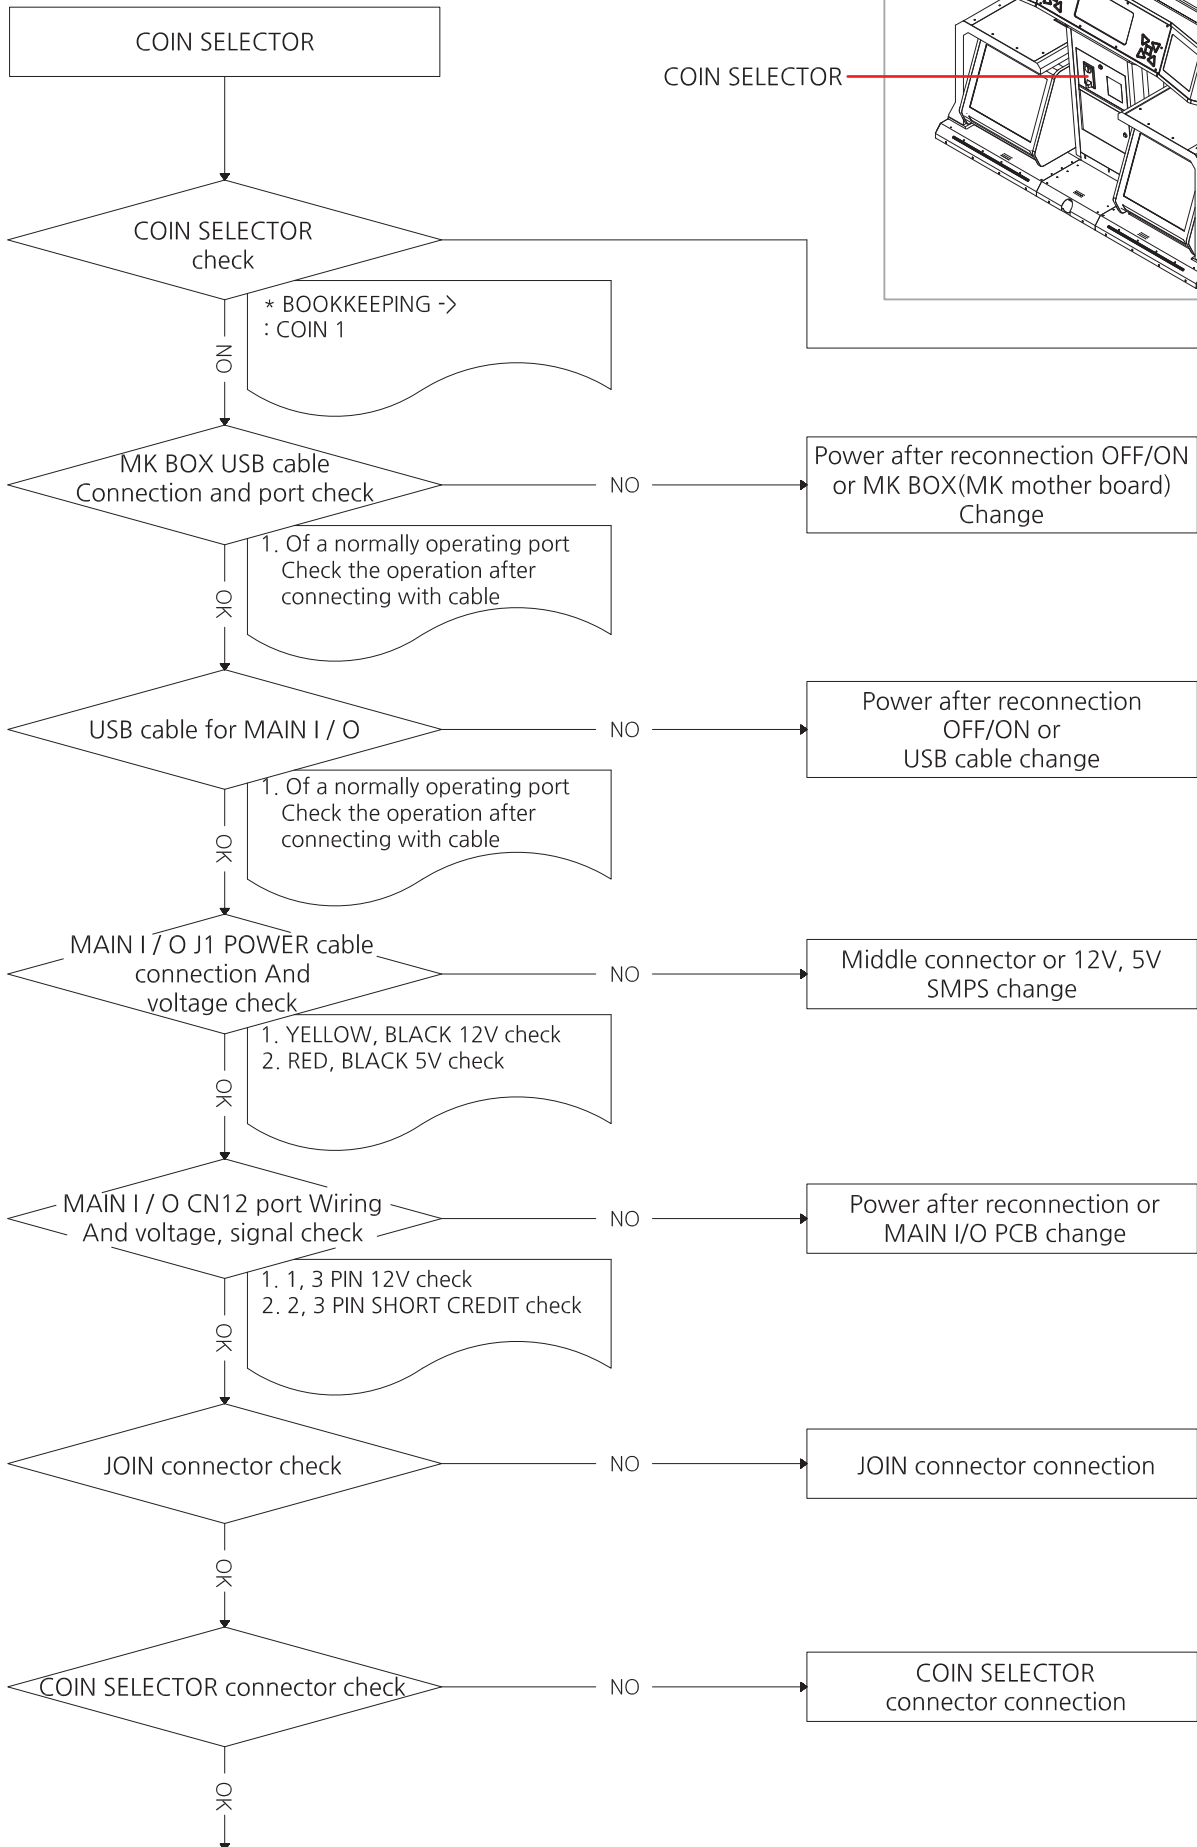 COIN SELECTOR
COIN SELECTOR
COIN SELECTOR
check
* BOOKKEEPING ->
: COIN 1
NO
MK BOX USB cable
Connection and port check
NO
Power after reconnection OFF/ON
or MK BOX(MK mother board)
Change
1. Of a normally operating port
Check the operation after
connecting with cable
OK
USB cable for MAIN I / O
NO
Power after reconnection
OFF/ON or
USB cable change
1. Of a normally operating port
Check the operation after
connecting with cable
OK
MAIN I / O J1 POWER cable
connection And
voltage check
NO
Middle connector or 12V, 5V
SMPS change
1. YELLOW, BLACK 12V check
2. RED, BLACK 5V check
OK
MAIN I / O CN12 port Wiring
And voltage, signal check
NO
Power after reconnection or
MAIN I/O PCB change
1. 1, 3 PIN 12V check
2. 2, 3 PIN SHORT CREDIT check
OK
JOIN connector check
NO
JOIN connector connection
OK
COIN SELECTOR connector check
NO
COIN SELECTOR
connector connection
OK